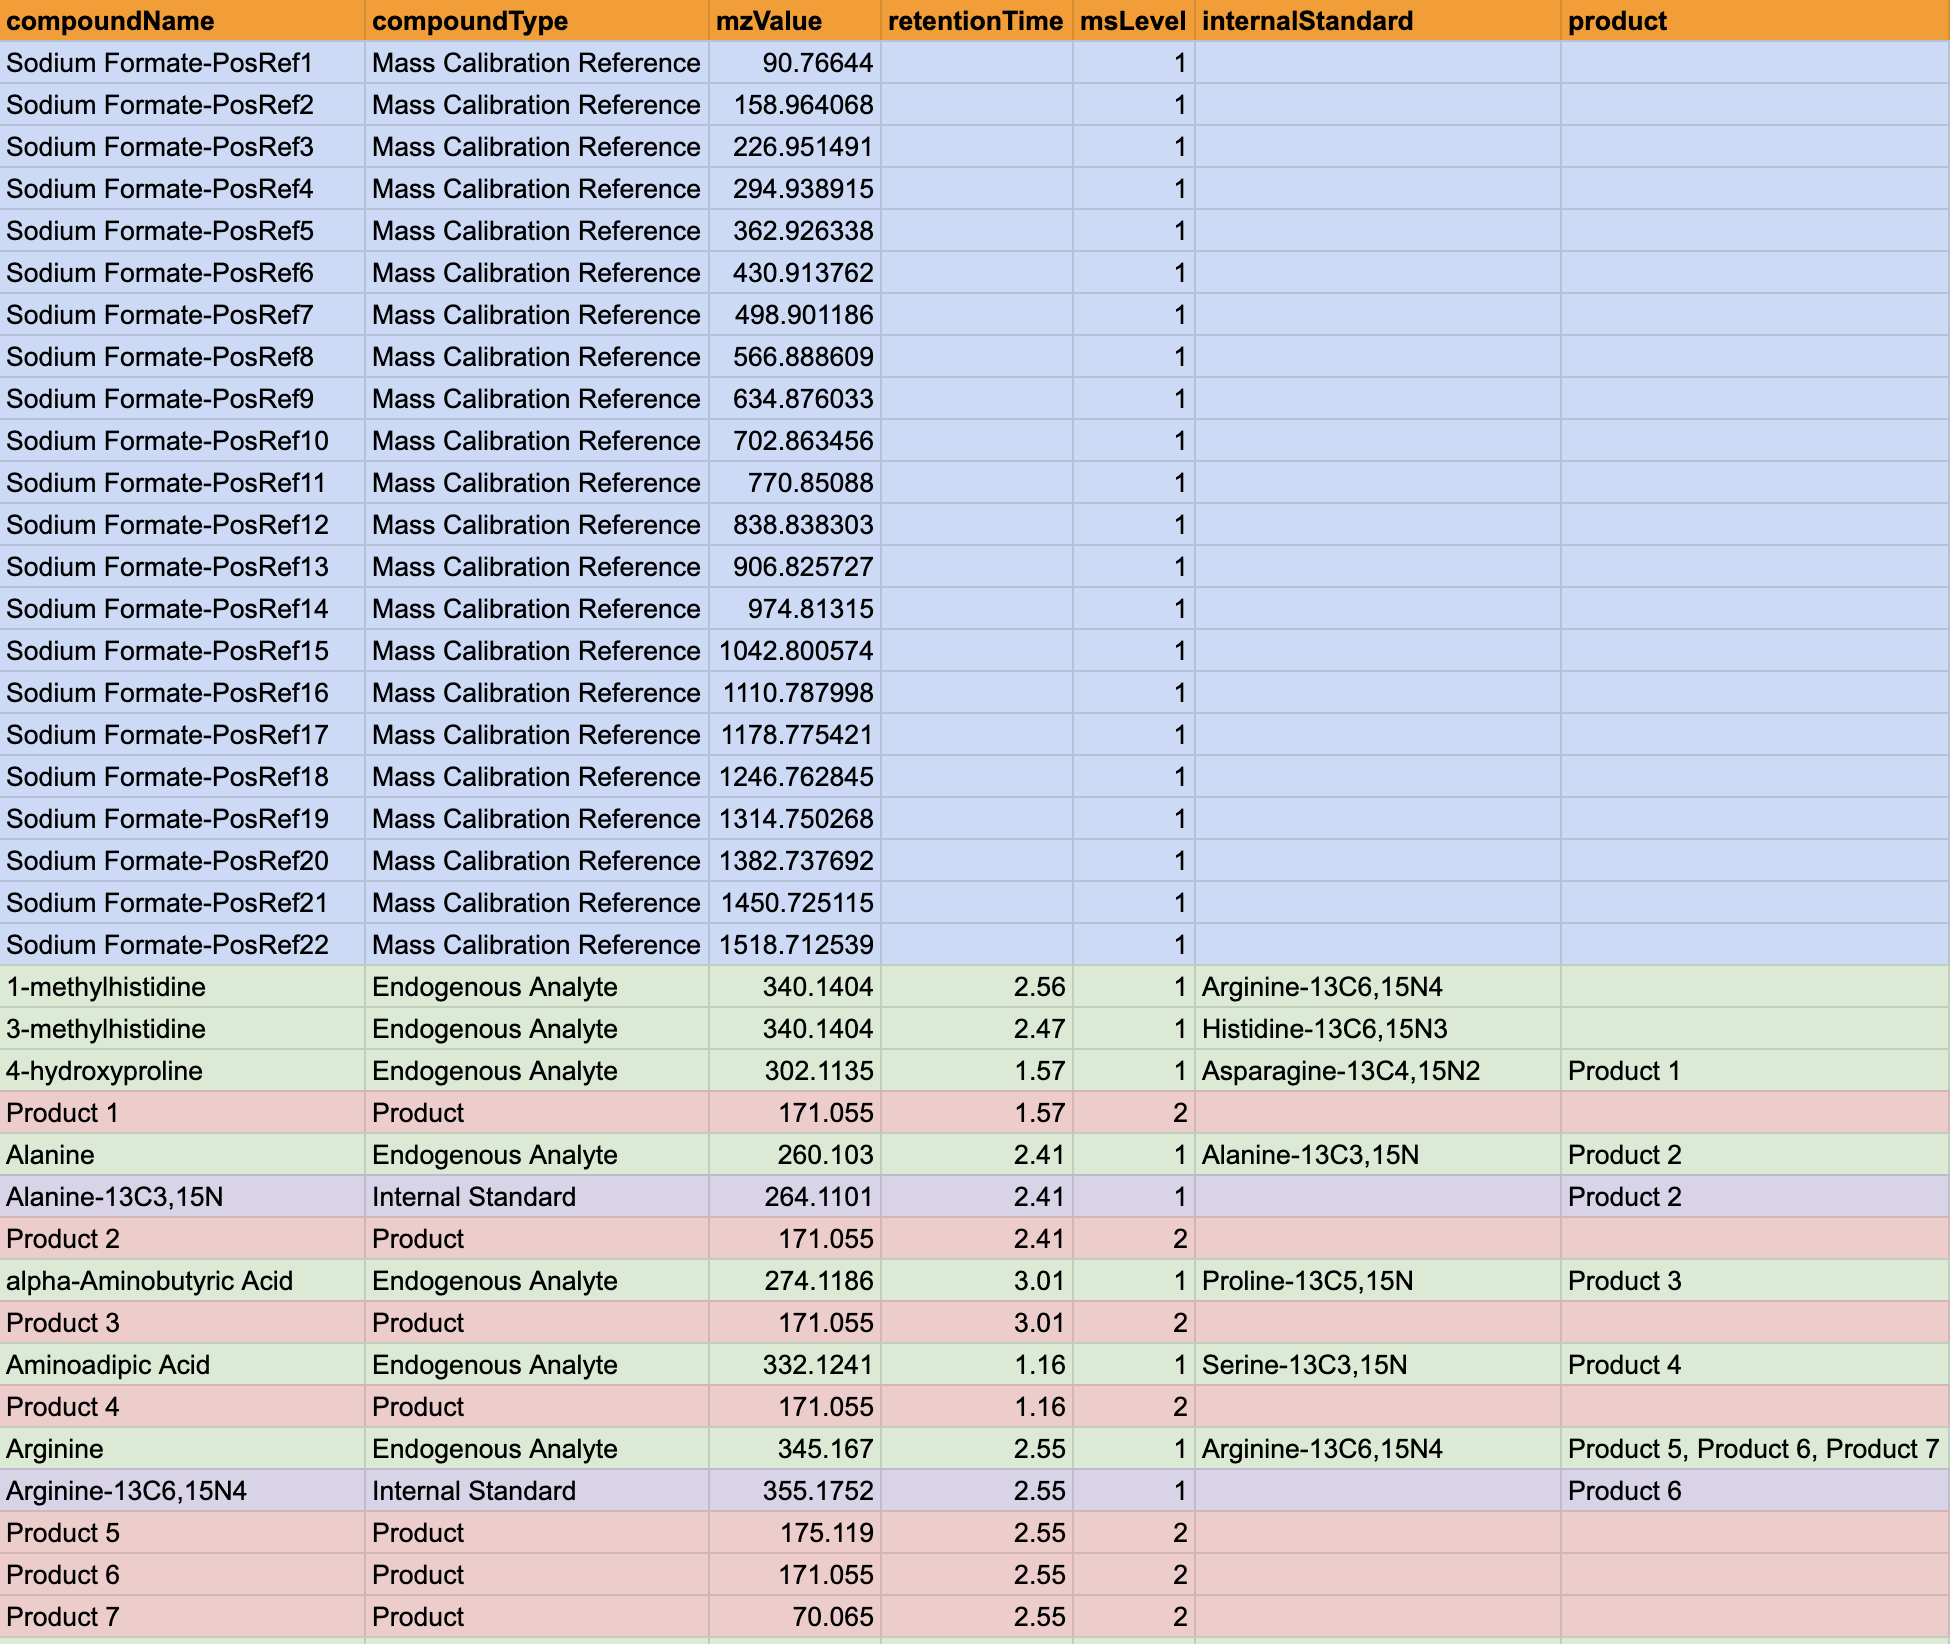 compoundName compoundType mzValue retentionTime msLevel internalStandard product
Sodium Formate-PosRef1 Mass Calibration Reference 90.76644 1
Sodium Formate-PosRef2 Mass Calibration Reference 158.964068 1
Sodium Formate-PosRef3 Mass Calibration Reference 226.951491 1
Sodium Formate-PosRef4 Mass Calibration Reference 294.938915 1
Sodium Formate-PosRef5 Mass Calibration Reference 362.926338 1
Sodium Formate-PosRef6 Mass Calibration Reference 430.913762 1
Sodium Formate-PosRef7 Mass Calibration Reference 498.901186 1
Sodium Formate-PosRef8 Mass Calibration Reference 566.888609 1
Sodium Formate-PosRef9 Mass Calibration Reference 634.876033 1
Sodium Formate-PosRef10 Mass Calibration Reference 702.863456 1
Sodium Formate-PosRef11 Mass Calibration Reference 770.85088 1
Sodium Formate-PosRef12 Mass Calibration Reference 838.838303 1
Sodium Formate-PosRef13 Mass Calibration Reference 906.825727 1
Sodium Formate-PosRef14 Mass Calibration Reference 974.81315 1
Sodium Formate-PosRef15 Mass Calibration Reference 1042.800574 1
Sodium Formate-PosRef16 Mass Calibration Reference 1110.787998 1
Sodium Formate-PosRef17 Mass Calibration Reference 1178.775421 1
Sodium Formate-PosRef18 Mass Calibration Reference 1246.762845 1
Sodium Formate-PosRef19 Mass Calibration Reference 1314.750268 1
Sodium Formate-PosRef20 Mass Calibration Reference 1382.737692 1
Sodium Formate-PosRef21 Mass Calibration Reference 1450.725115 1
Sodium Formate-PosRef22 Mass Calibration Reference 1518.712539 1
1-methylhistidine Endogenous Analyte 340.1404 2.56 1 Arginine-13C6,15N4
3-methylhistidine Endogenous Analyte 340.1404 2.47 1 Histidine-13C6,15N3
4-hydroxyproline Endogenous Analyte 302.1135 1.57 1 Asparagine-13C4,15N2 Product 1
Product 1 Product 171.055 1.57 2
Alanine Endogenous Analyte 260.103 2.41 1 Alanine-13C3,15N Product 2
Alanine-13C3,15N Internal Standard 264.1101 2.41 1 Product 2
Product 2 Product 171.055 2.41 2
alpha-Aminobutyric Acid Endogenous Analyte 274.1186 3.01 1 Proline-13C5,15N Product 3
Product 3 Product 171.055 3.01 2
Aminoadipic Acid Endogenous Analyte 332.1241 1.16 1 Serine-13C3,15N Product 4
Product 4 Product 171.055 1.16 2
Arginine Endogenous Analyte 345.167 2.55 1 Arginine-13C6,15N4 Product 5, Product 6, Product 7
Arginine-13C6,15N4 Internal Standard 355.1752 2.55 1 Product 6
Product 5 Product 175.119 2.55 2
Product 6 Product 171.055 2.55 2
Product 7 Product 70.065 2.55 2